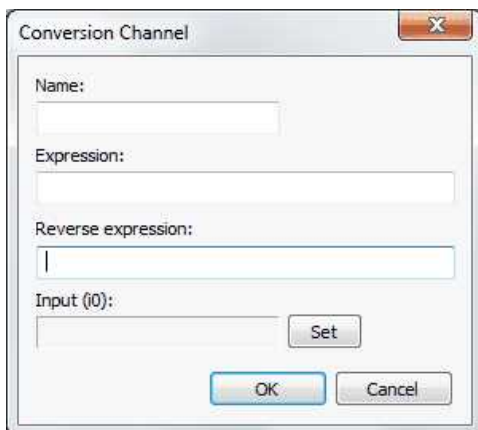 Conversion Channel
Name:
Expression:
Reverse expression:
Input (i0):
Set
OK
Cancel